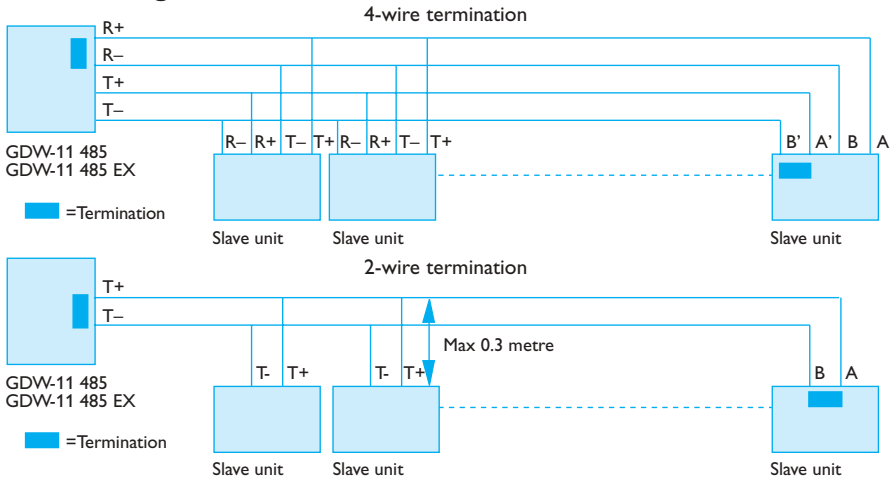 4-wire termination
R+
R–
T+
T–
R– R+ T– T+ R– R+ T– T+
B' A' B A
GDW-11 485
GDW-11 485 EX
=Termination
Slave unit Slave unit Slave unit
2-wire termination
T+
T–
Max 0.3 metre
T- T+ T- T+ B A
GDW-11 485
GDW-11 485 EX
=Termination
Slave unit Slave unit Slave unit